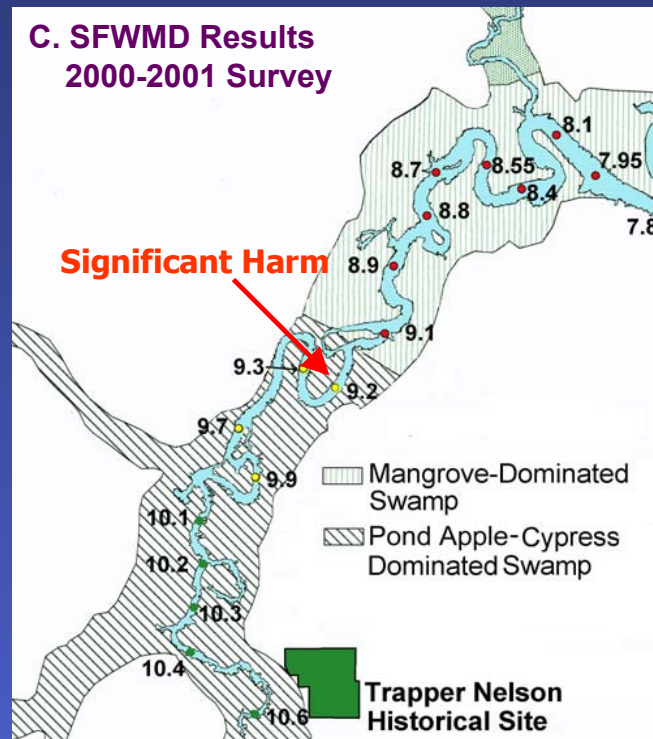 C. SFWMD Results
2000-2001 Survey
8.1
8.7
8.55
7.95
8.4
7.8
8.8
Significant Harm
8.9
9.1
9.3
9.2
9.7
9.9
Mangrove-Dominated
Swamp
10.1
Pond Apple-Cypress
Dominated Swamp
10.2
10.3
10.4
Trapper Nelson
Historical Site
10.6